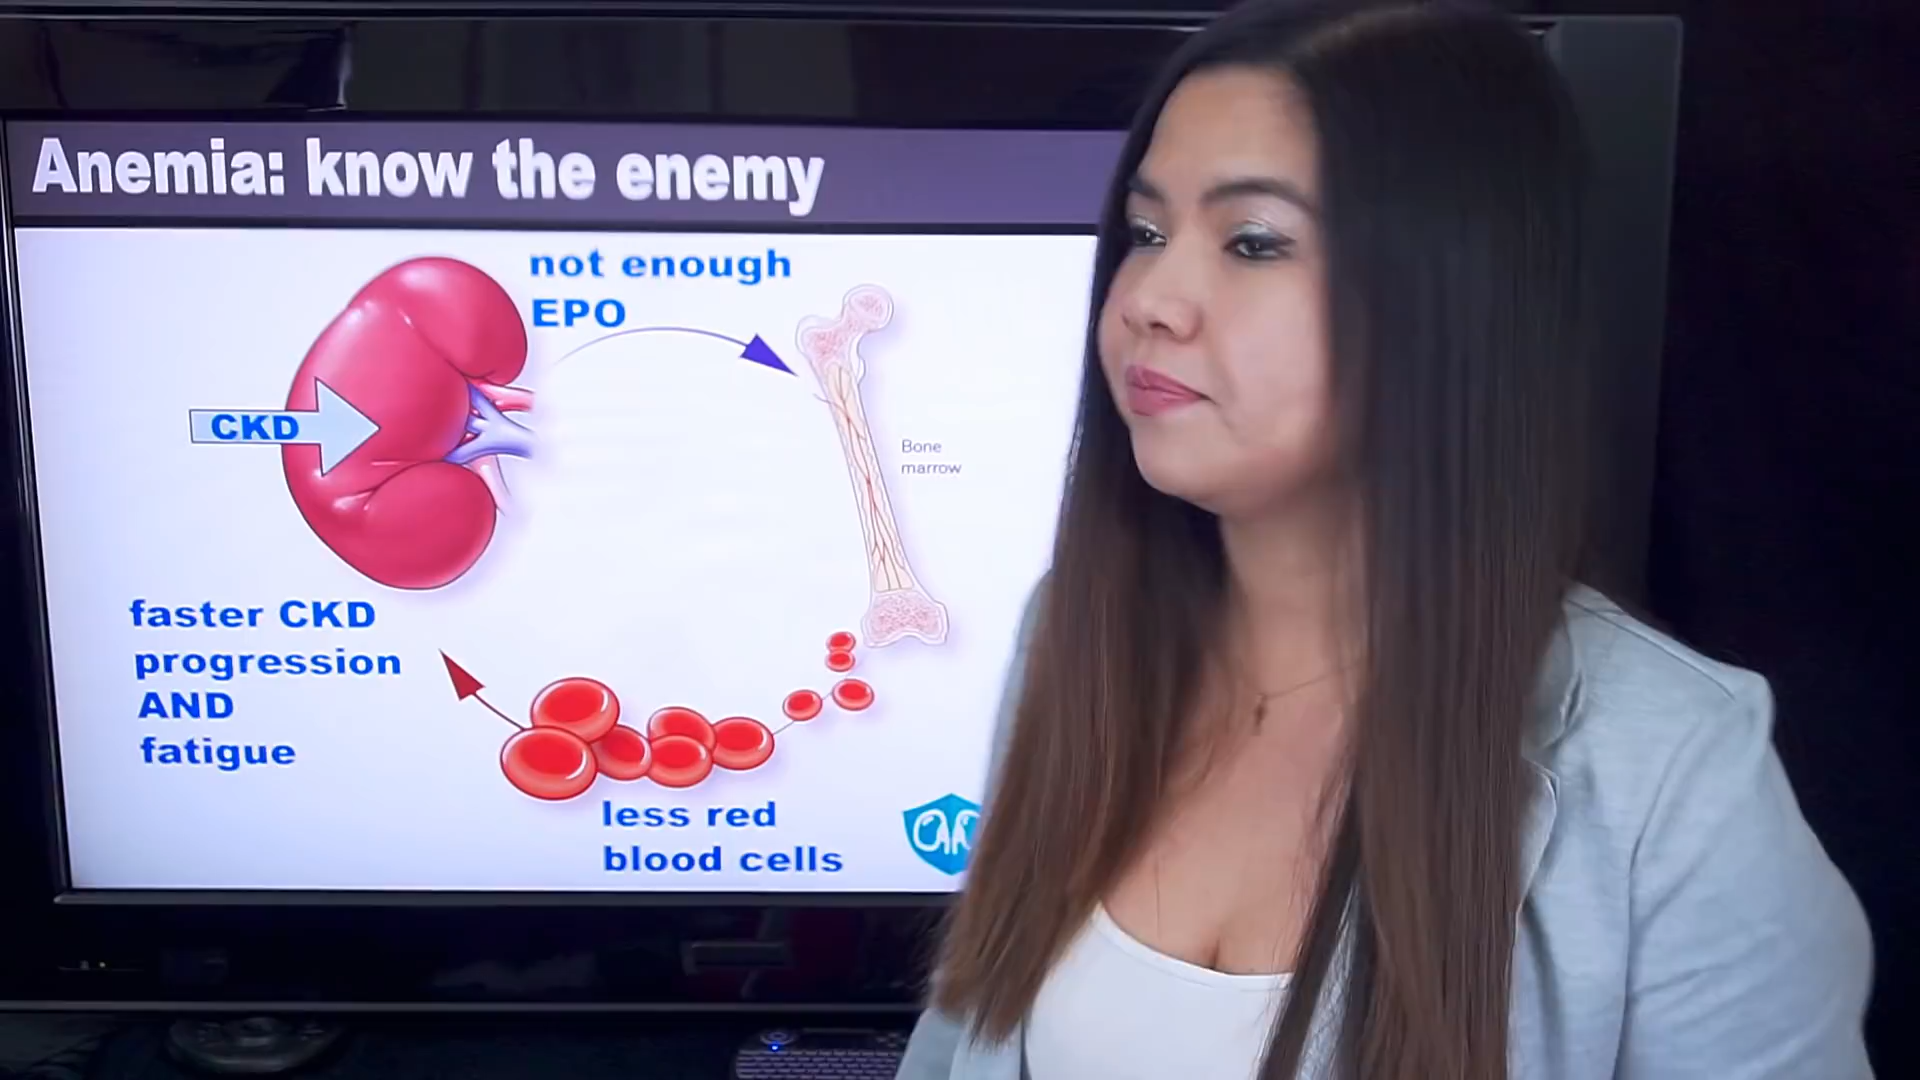 Anemia: know the enemy
not enough
EPO
CKD
Bone
marrow
faster CKD
progression
AND
fatigue
less red
blood cells